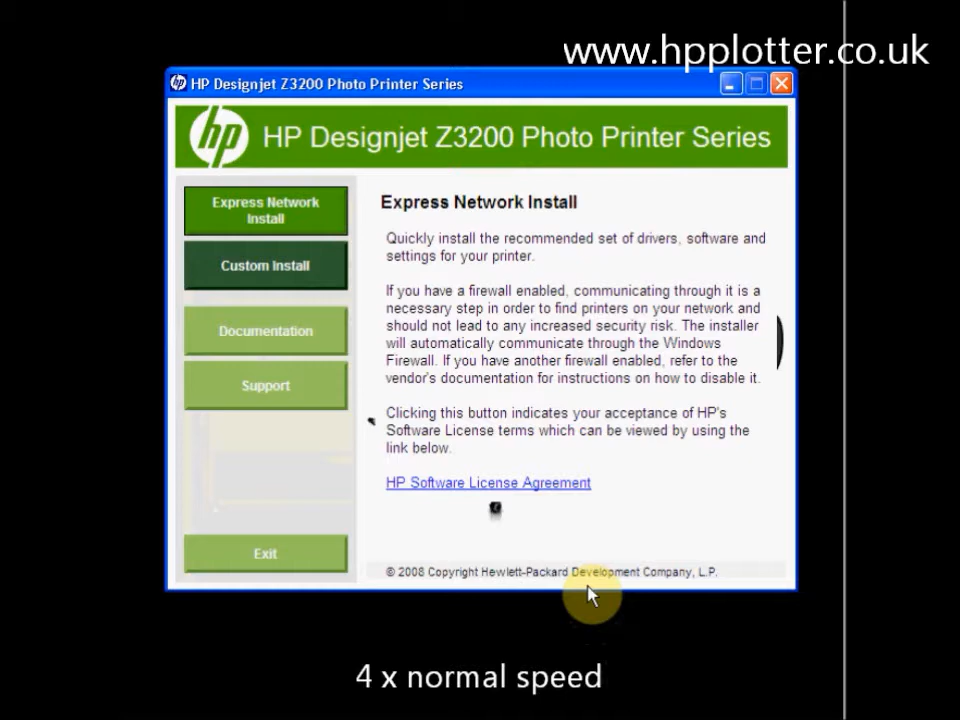 www.hpplotter.co.uk
HP Designjet Z3200 Photo Printer Series
hp HP Designjet Z3200 Photo Printer Series
Express Network
Install
Custom Install
Documentation
Support
Exit
Express Network Install
Quickly install the recommended set of drivers, software and
settings for your printer.
If you have a firewall enabled, communicating through it is a
necessary step in order to find printers on your network and
should not lead to any increased security risk. The installer
will automatically communicate through the Windows
Firewall. If you have another firewall enabled, refer to the
vendor's documentation for instructions on how to disable it.
Clicking this button indicates your acceptance of HP's
Software License terms which can be viewed by using the
link below.
HP Software License Agreement
© 2008 Copyright Hewlett-Packard Development Company, L.P.
4 x normal speed